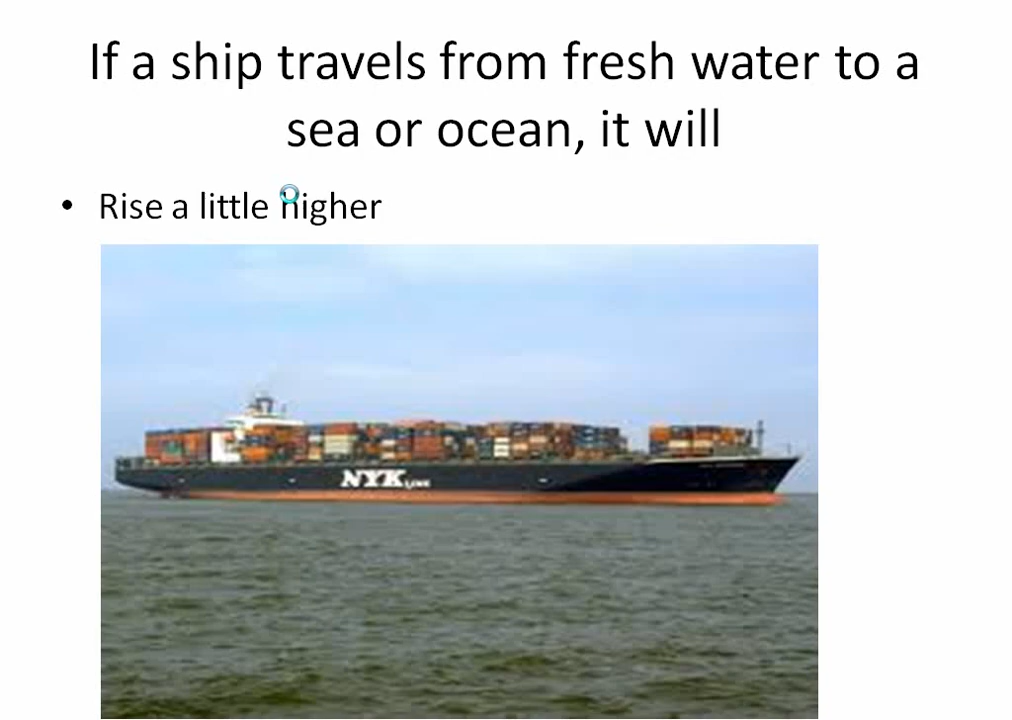 If a ship travels from fresh water to a
sea or ocean, it will
• Rise a little higher
NYK LINE